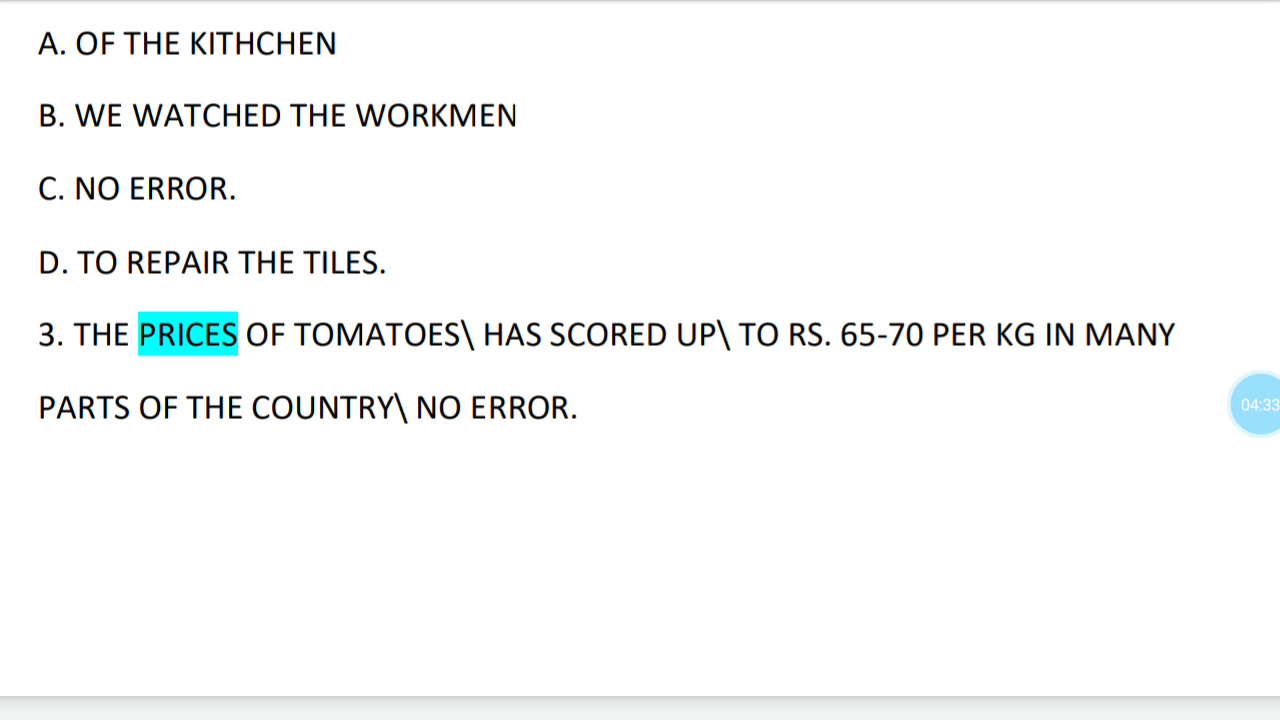 A. OF THE KITHCHEN
B. WE WATCHED THE WORKMEN
C. NO ERROR.
D. TO REPAIR THE TILES.
3. THE PRICES OF TOMATOES\ HAS SCORED UP\ TO RS. 65-70 PER KG IN MANY
PARTS OF THE COUNTRY\ NO ERROR.
04:33